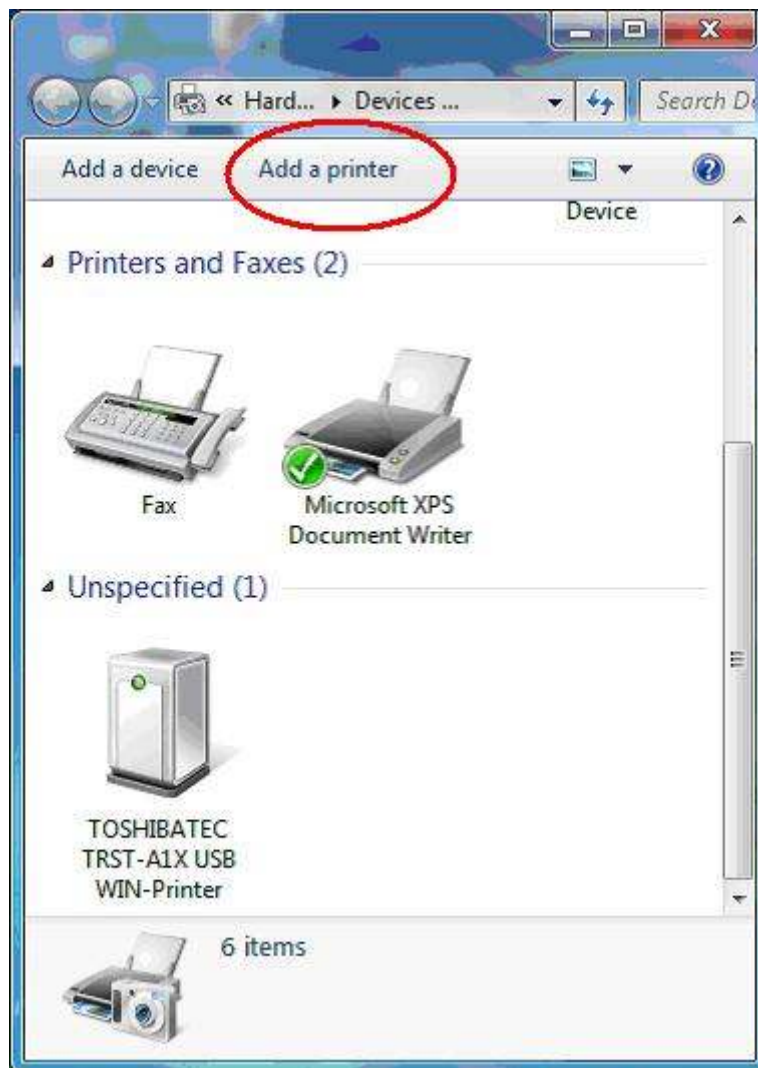 « Hard... ▸ Devices ...
Search De
Add a device Add a printer
Device
Printers and Faxes (2)
Fax
Microsoft XPS
Document Writer
Unspecified (1)
TOSHIBATEC
TRST-A1X USB
WIN-Printer
6 items